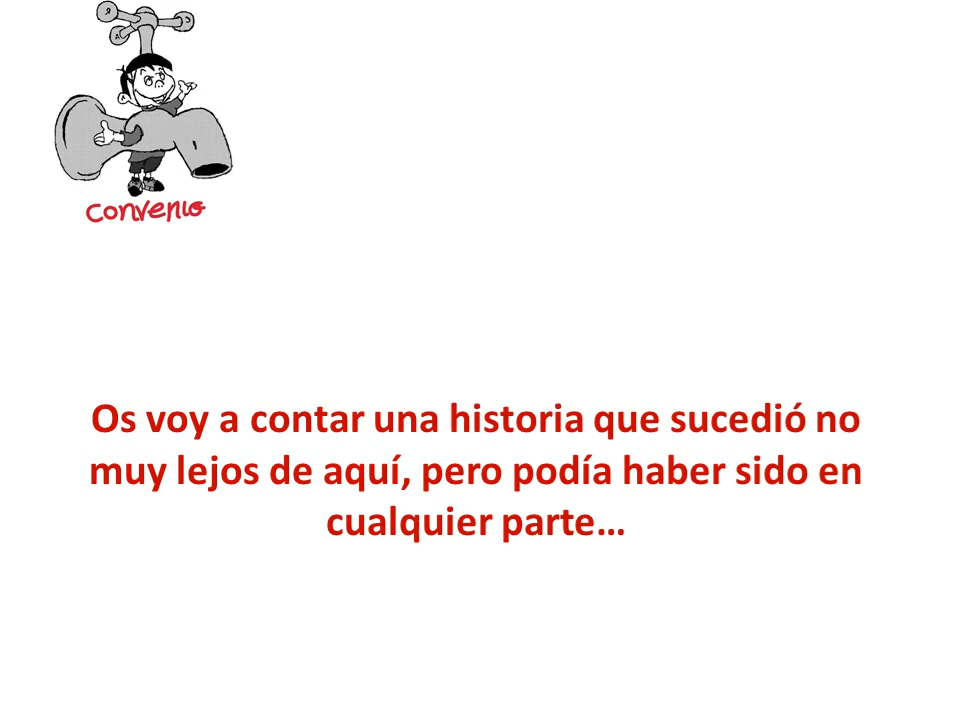 Convenio
Os voy a contar una historia que sucedió no
muy lejos de aquí, pero podía haber sido en
cualquier parte…